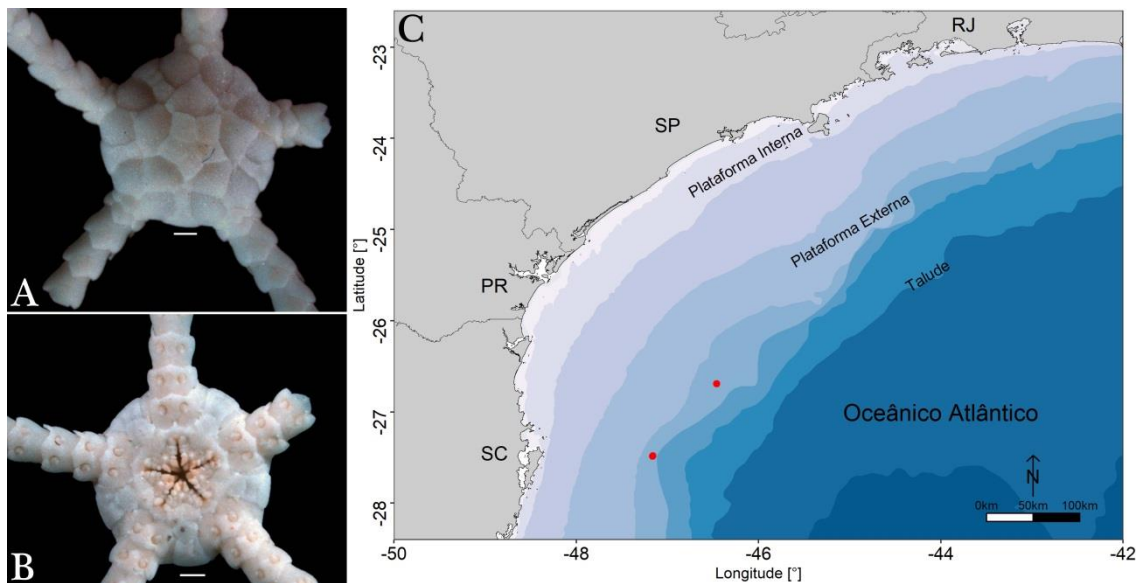 A
B
C
RJ
SP
PR
SC
Plataforma Interna
Plataforma Externa
Talude
Oceânico Atlântico
N
0km 50km 100km
Latitude [°]
-23
-24
-25
-26
-27
-28
-50 -48 -46 -44 -42
Longitude [°]